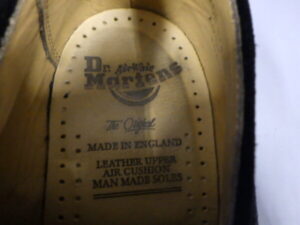 Dr.
AirWair
Martens
The Original
MADE IN ENGLAND
LEATHER UPPER
AIR CUSHION
MAN MADE SOLES